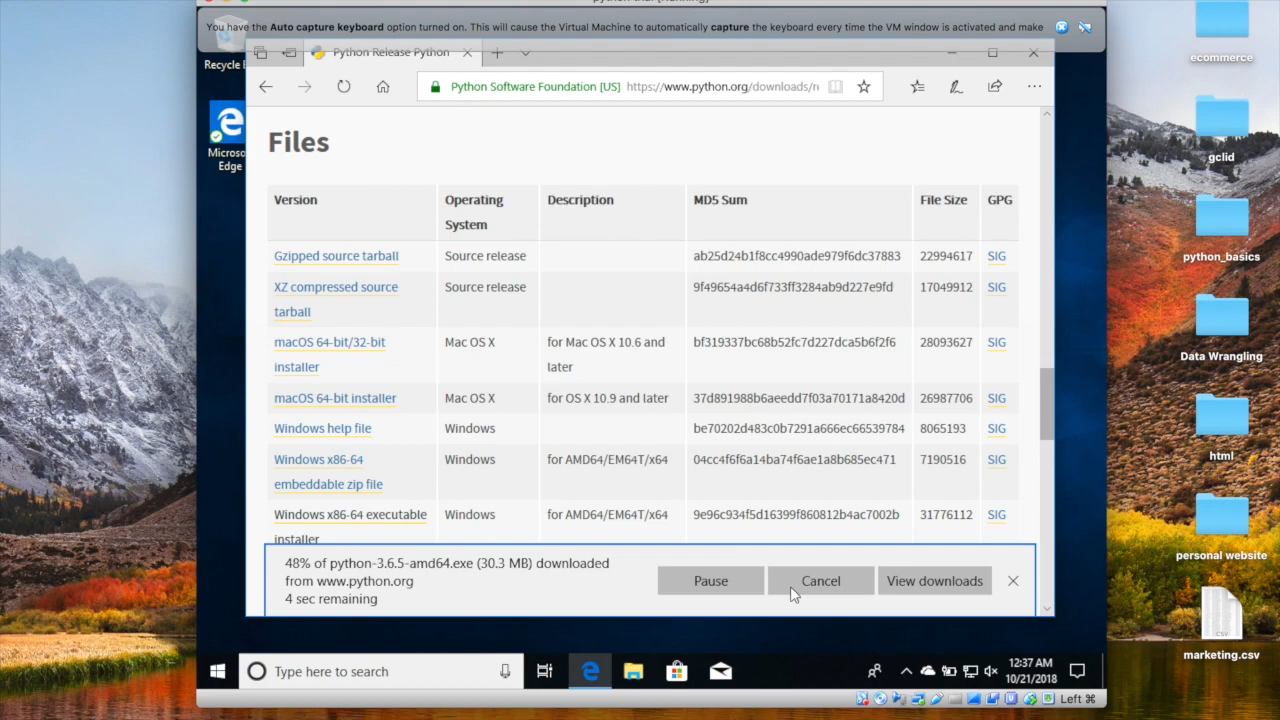 You have the Auto capture keyboard option turned on. This will cause the Virtual Machine to automatically capture the keyboard every time the VM window is activated and make
Recycle
Python Release Python
Python Software Foundation [US] https://www.python.org/downloads/re
Microso
Edge
Files
Version Operating System Description MD5 Sum File Size GPG
Gzipped source tarball Source release ab25d24b1f8cc4990ade979f6dc37883 22994617 SIG
XZ compressed source tarball Source release 9f49654a4d6f733ff3284ab9d227e9fd 17049912 SIG
macOS 64-bit/32-bit installer Mac OS X for Mac OS X 10.6 and later bf319337bc68b52fc7d227dca5b6f2f6 28093627 SIG
macOS 64-bit installer Mac OS X for OS X 10.9 and later 37d891988b6aeedd7f03a70171a8420d 26987706 SIG
Windows help file Windows be70202d483c0b7291a666ec66539784 8065193 SIG
Windows x86-64 embeddable zip file Windows for AMD64/EM64T/x64 04cc4f6f6a14ba74f6ae1a8b685ec471 7190516 SIG
Windows x86-64 executable installer Windows for AMD64/EM64T/x64 9e96c934f5d16399f860812b4ac7002b 31776112 SIG
48% of python-3.6.5-amd64.exe (30.3 MB) downloaded
from www.python.org
4 sec remaining
Pause
Cancel
View downloads
Type here to search
12:37 AM
10/21/2018
Left ⌘
ecommerce
gclid
python_basics
Data Wrangling
html
personal website
CSV
marketing.csv